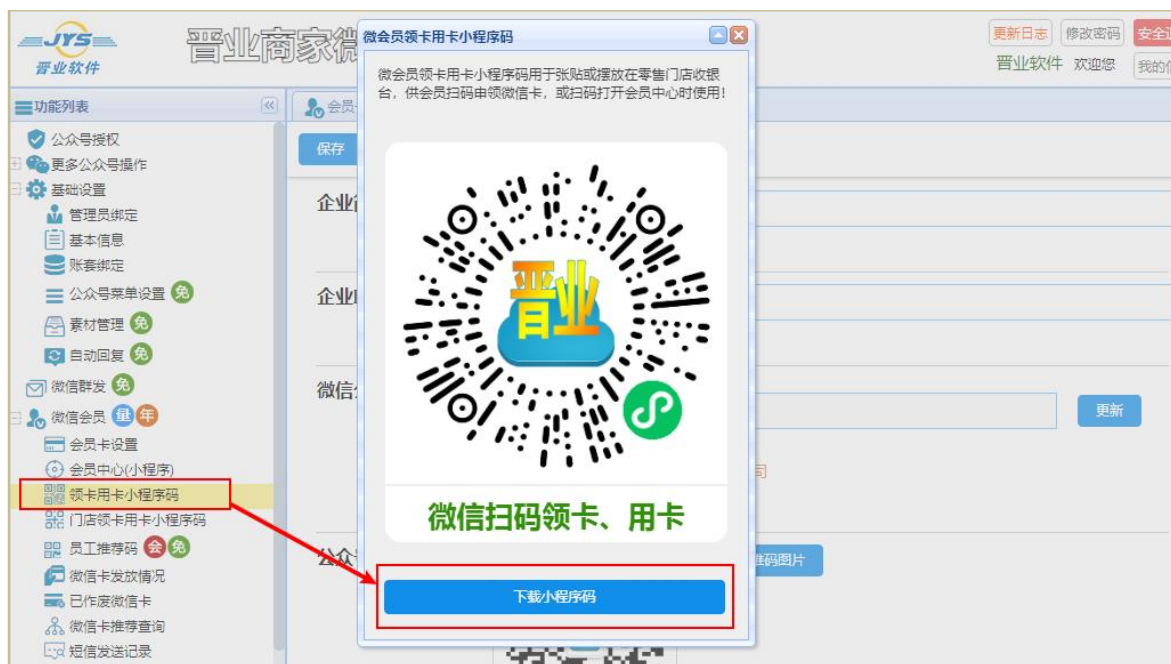 JYS
晋业软件
晋业商家微
更新日志 修改密码
晋业软件 欢迎您
功能列表
公众号授权
更多公众号操作
基础设置
管理员绑定
基本信息
账套绑定
公众号菜单设置 免
素材管理 免
自动回复 免
微信群发 免
微信会员 量 年
会员卡设置
会员中心(小程序)
领卡用卡小程序码
门店领卡用卡小程序码
员工推荐码 会 免
微信卡发放情况
已作废微信卡
微信卡推荐查询
短信发送记录
会员
保存
企业
企业
微信
更新
司
公众
维码图片
微会员领卡用卡小程序码
微会员领卡用卡小程序码用于张贴或摆放在零售门店收银
台，供会员扫码申领微信卡，或扫码打开会员中心时使用！
晋业
微信扫码领卡、用卡
下载小程序码